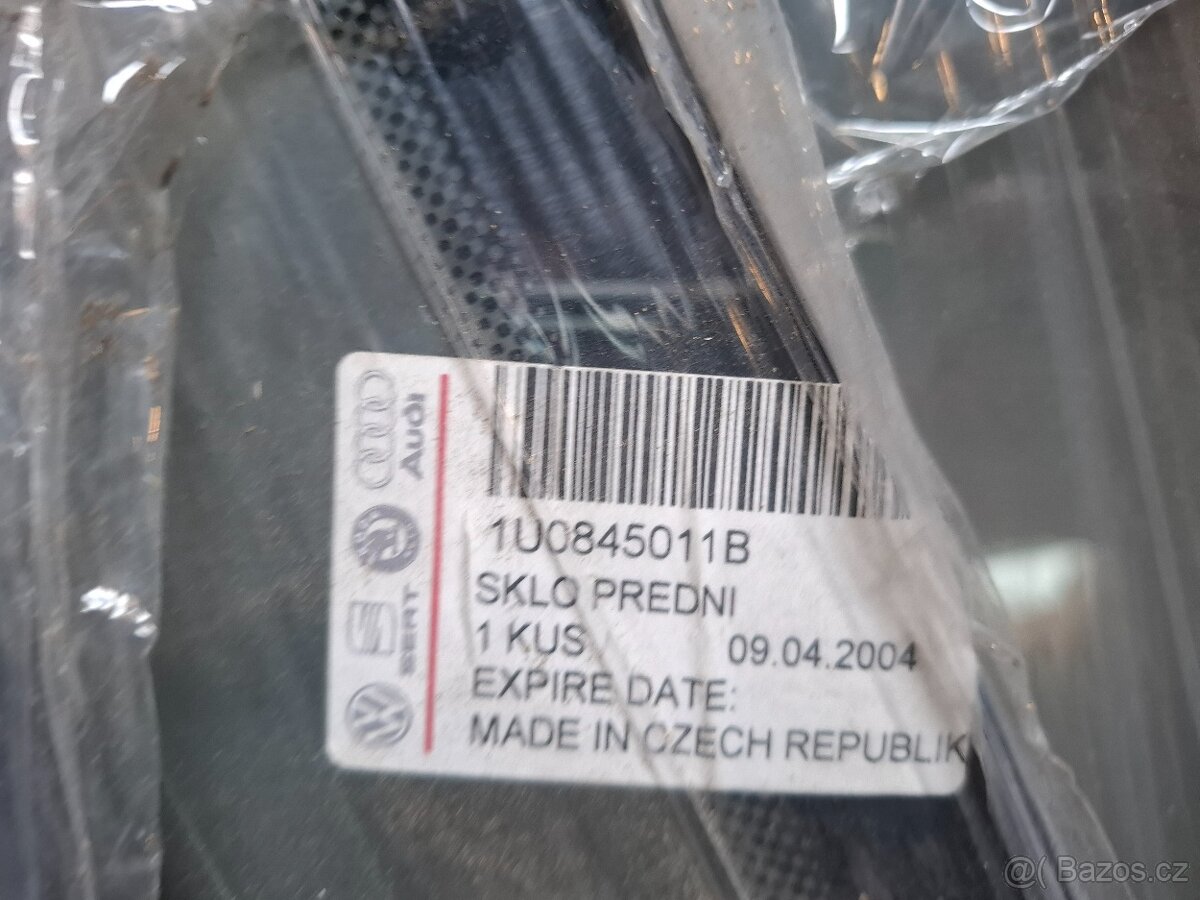 Audi
SEAT
1U0845011B
SKLO PREDNI
1 KUS 09.04.2004
EXPIRE DATE:
MADE IN CZECH REPUBLIK
@( Bazos.cz